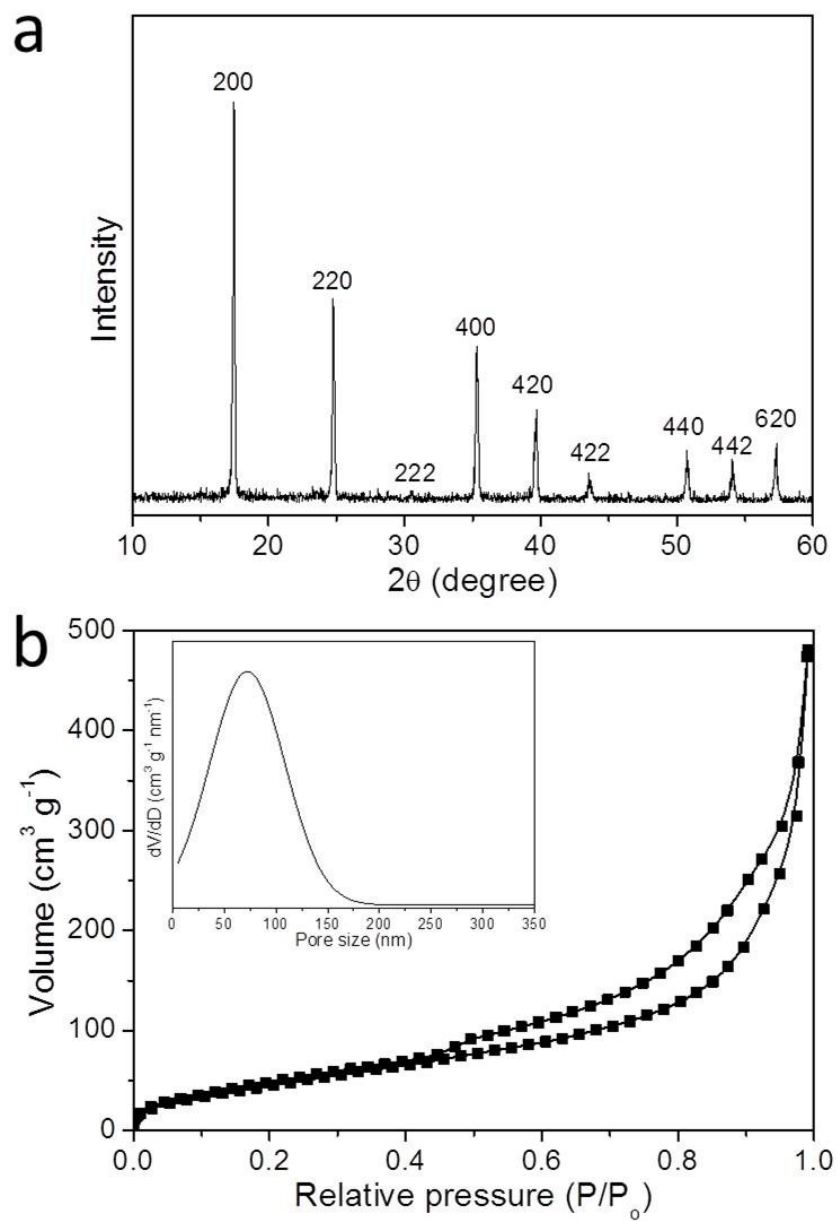 a
200
220
222
400
420
422
440
442
620
Intensity
10 20 30 40 50 60
2θ (degree)
b
500
400
300
200
100
0
Volume (cm³ g⁻¹)
dV/dD (cm³ g⁻¹ nm⁻¹)
0 50 100 150 200 250 300 350
Pore size (nm)
0.0 0.2 0.4 0.6 0.8 1.0
Relative pressure (P/Pₒ)